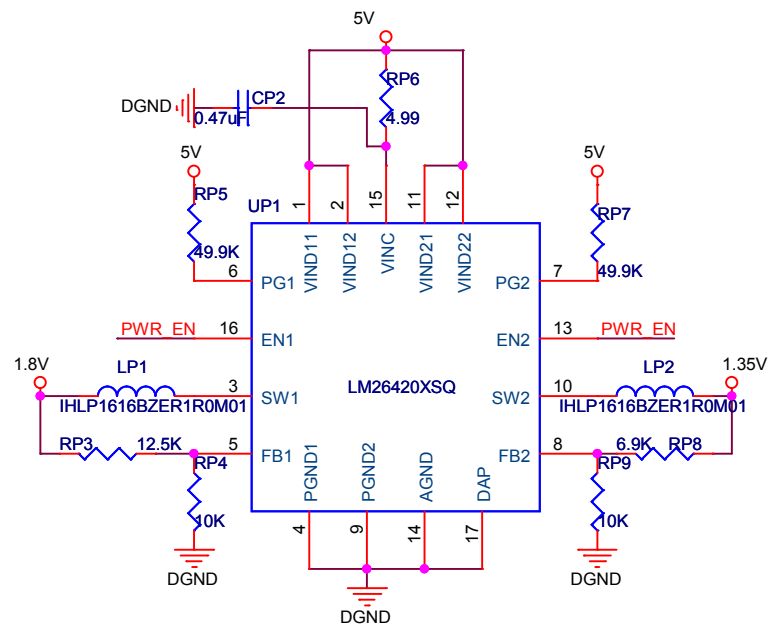 5V
RP6
4.99
DGND
CP2
0.47uF
5V
RP5
49.9K
UP1
1
2
15
11
12
5V
RP7
49.9K
VIND11
VIND12
VINC
VIND21
VIND22
6
PG1
PG2
7
PWR_EN
16
EN1
EN2
13
PWR_EN
1.8V
LP1
3
SW1
LM26420XSQ
SW2
10
LP2
1.35V
IHLP1616BZER1R0M01
IHLP1616BZER1R0M01
RP3
12.5K
5
FB1
FB2
8
6.9K
RP8
RP4
10K
DGND
PGND1
PGND2
AGND
DAP
4
9
14
17
RP9
10K
DGND
DGND